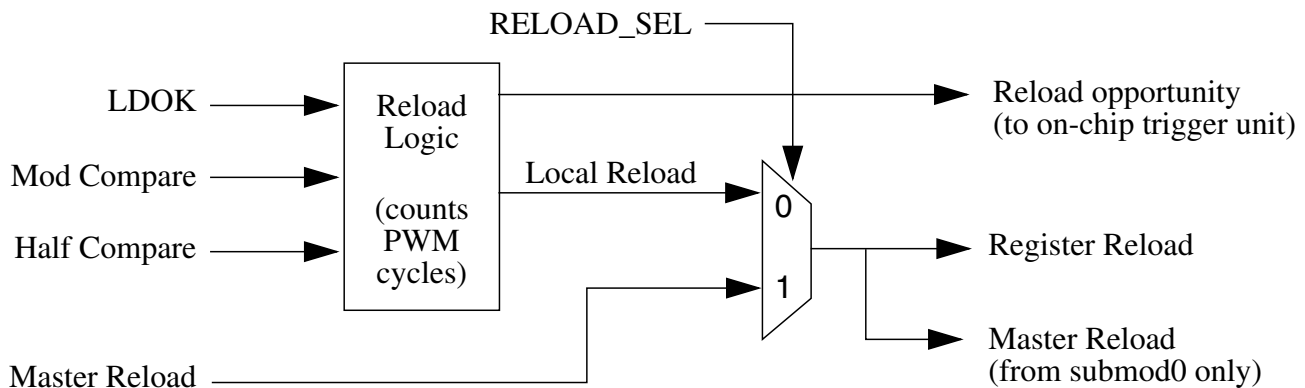 RELOAD_SEL
LDOK
Reload
Logic
Reload opportunity
(to on-chip trigger unit)
Mod Compare
Local Reload
0
(counts
PWM
cycles)
Half Compare
Register Reload
1
Master Reload
(from submod0 only)
Master Reload